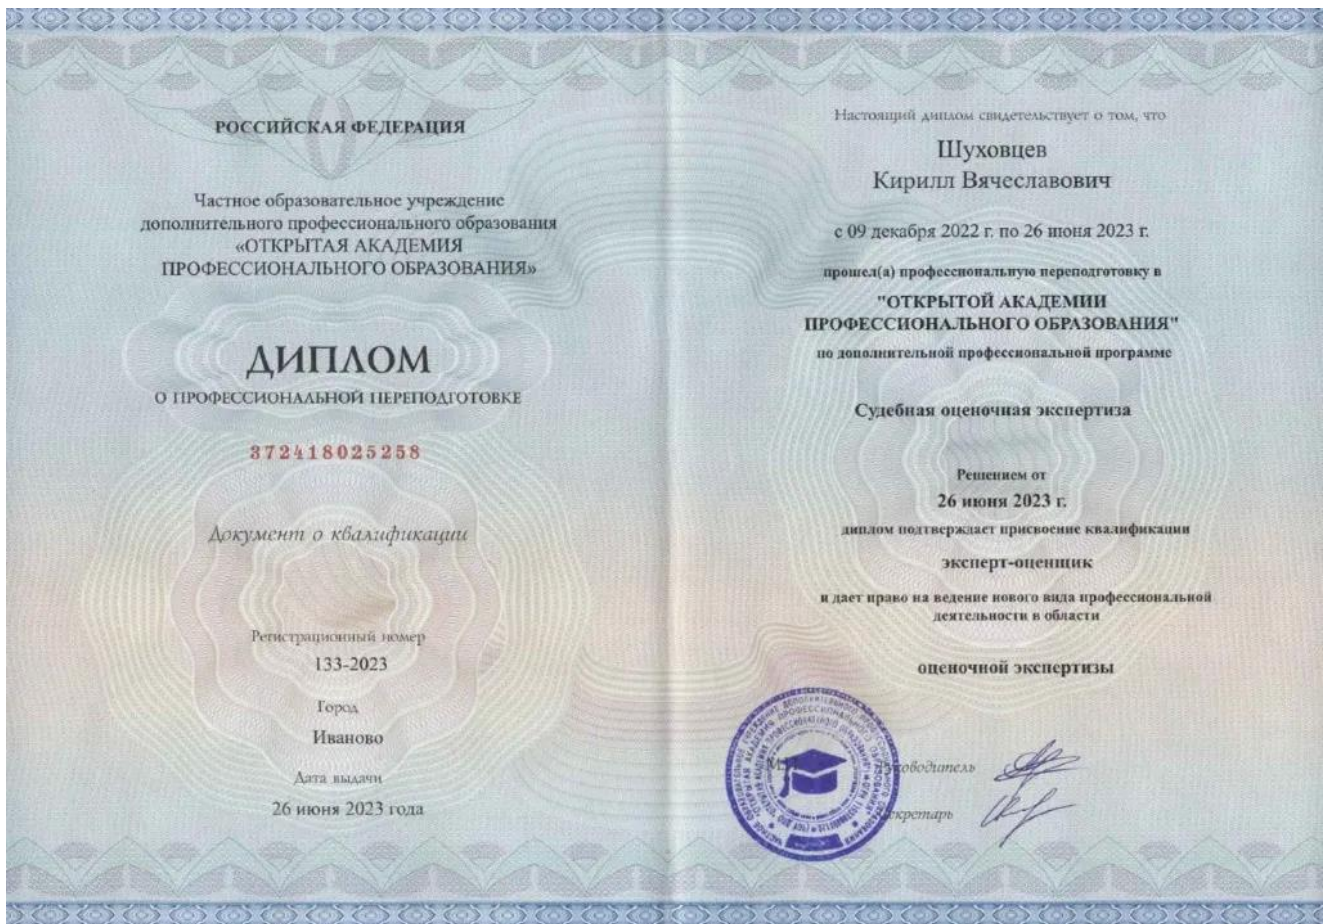 РОССИЙСКАЯ ФЕДЕРАЦИЯ
Частное образовательное учреждение
дополнительного профессионального образования
«ОТКРЫТАЯ АКАДЕМИЯ
ПРОФЕССИОНАЛЬНОГО ОБРАЗОВАНИЯ»
ДИПЛОМ
О ПРОФЕССИОНАЛЬНОЙ ПЕРЕПОДГОТОВКЕ
372418025258
Документ о квалификации
Регистрационный номер
133-2023
Город
Иваново
Дата выдачи
26 июня 2023 года
Настоящий диплом свидетельствует о том, что
Шуховцев
Кирилл Вячеславович
с 09 декабря 2022 г. по 26 июня 2023 г.
прошел(а) профессиональную переподготовку в
"ОТКРЫТОЙ АКАДЕМИИ
ПРОФЕССИОНАЛЬНОГО ОБРАЗОВАНИЯ"
по дополнительной профессиональной программе
Судебная оценочная экспертиза
Решением от
26 июня 2023 г.
диплом подтверждает присвоение квалификации
эксперт-оценщик
и дает право на ведение нового вида профессиональной
деятельности в области
оценочной экспертизы
Руководитель
Секретарь